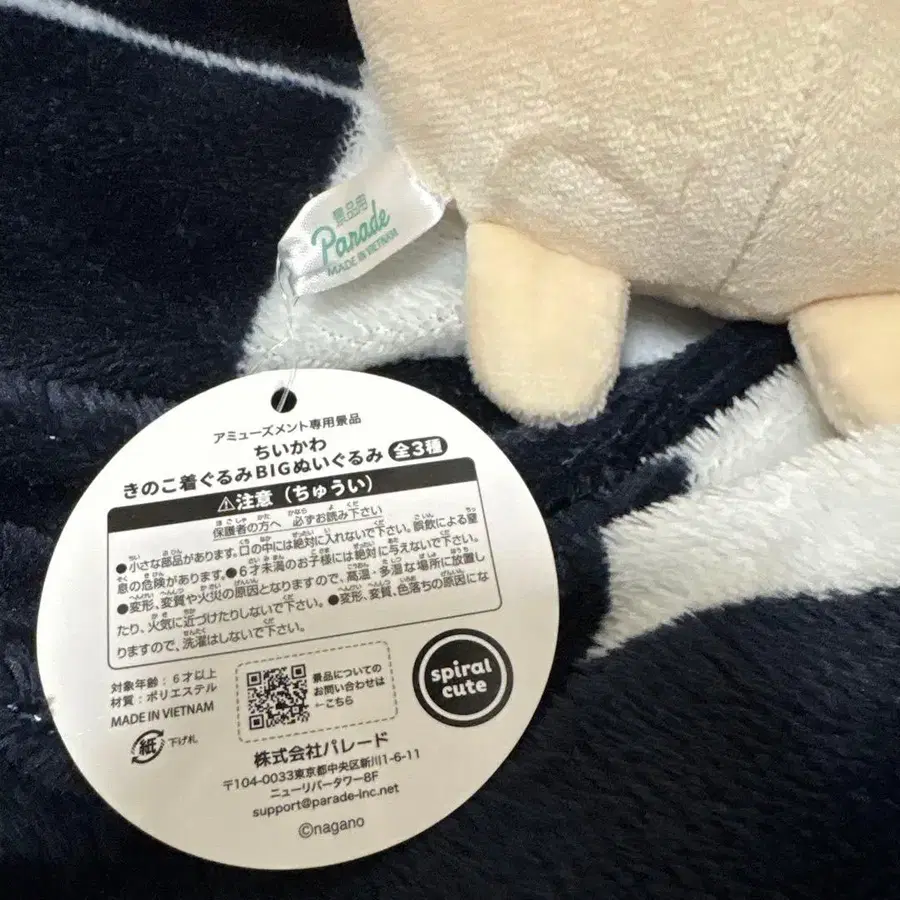 景品用
Parade
MADE IN VIETNAM
アミューズメント専用景品
ちいかわ
きのこ着ぐるみBIGぬいぐるみ 全3種
⚠注意（ちゅうい）
保護者の方へ 必ずお読み下さい
●小さな部品があります。口の中には絶対に入れないで下さい。誤飲による窒
息の危険があります。●6才未満のお子様には絶対に与えないで下さい。
●変形、変質や火災の原因となりますので、高温・多湿な場所に放置し
たり、火気に近づけたりしないで下さい。●変形、変質、色落ちの原因にな
りますので、洗濯はしないで下さい。
対象年齢：6才以上
材質：ポリエステル
MADE IN VIETNAM
紙 下げ札
景品についての
お問い合わせは
←こちら
spiral
cute
株式会社パレード
〒104-0033東京都中央区新川1-6-11
ニューリバータワー8F
support@parade-inc.net
©nagano